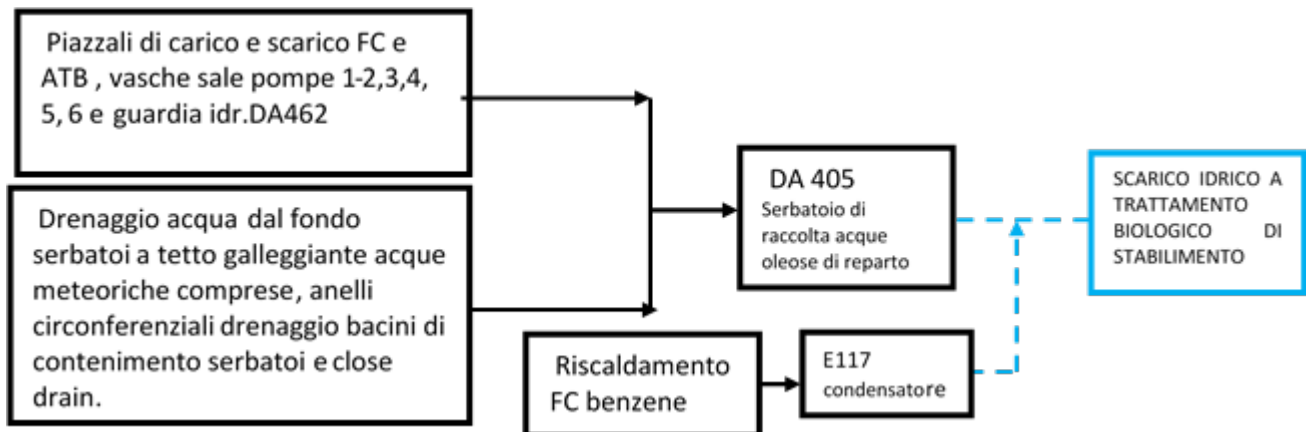 Piazzali di carico e scarico FC e
ATB , vasche sale pompe 1-2,3,4,
5, 6 e guardia idr.DA462
Drenaggio acqua dal fondo
serbatoi a tetto galleggiante acque
meteoriche comprese, anelli
circonferenziali drenaggio bacini di
contenimento serbatoi e close
drain.
DA 405
Serbatoio di
raccolta acque
oleose di reparto
Riscaldamento
FC benzene
E117
condensatore
SCARICO IDRICO A
TRATTAMENTO
BIOLOGICO DI
STABILIMENTO